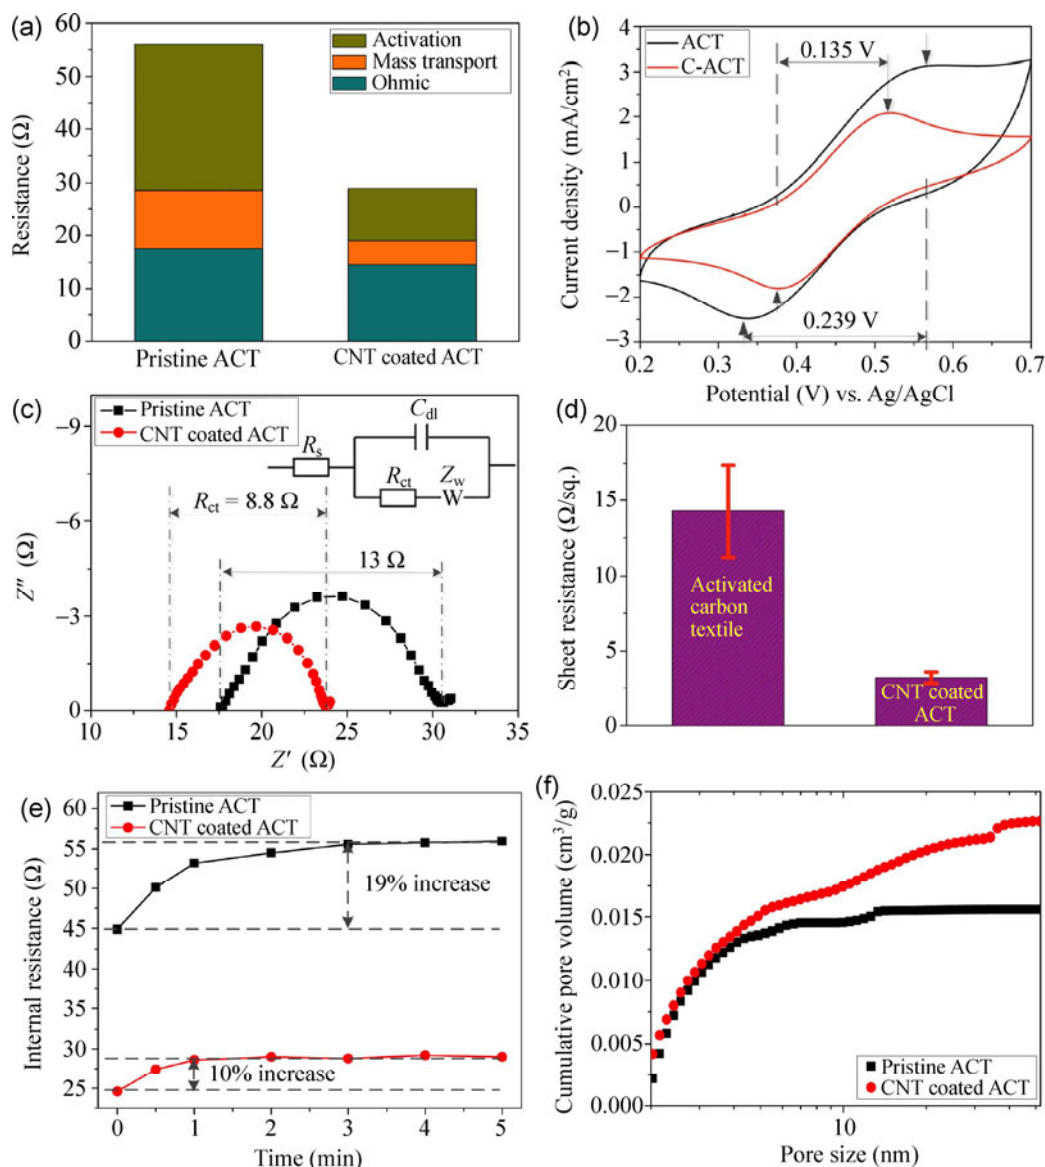 (a)
60
50
40
30
20
10
0
Resistance (Ω)
Activation
Mass transport
Ohmic
Pristine ACT
CNT coated ACT
(b)
4
3
2
1
0
−1
−2
−3
Current density (mA/cm²)
ACT
C-ACT
0.135 V
0.239 V
0.2 0.3 0.4 0.5 0.6 0.7
Potential (V) vs. Ag/AgCl
(c)
−9
−6
−3
0
Z″ (Ω)
Pristine ACT
CNT coated ACT
Cdl
Rs
Rct
Zw
W
Rct = 8.8 Ω
13 Ω
10 15 20 25 30 35
Z′ (Ω)
(d)
20
15
10
5
0
Sheet resistance (Ω/sq.)
Activated
carbon
textile
CNT coated
ACT
(e)
60
55
50
45
40
35
30
25
Internal resistance (Ω)
Pristine ACT
CNT coated ACT
19% increase
10% increase
0 1 2 3 4 5
Time (min)
(f)
0.025
0.020
0.015
0.010
0.005
0.000
Cumulative pore volume (cm³/g)
Pristine ACT
CNT coated ACT
10
Pore size (nm)